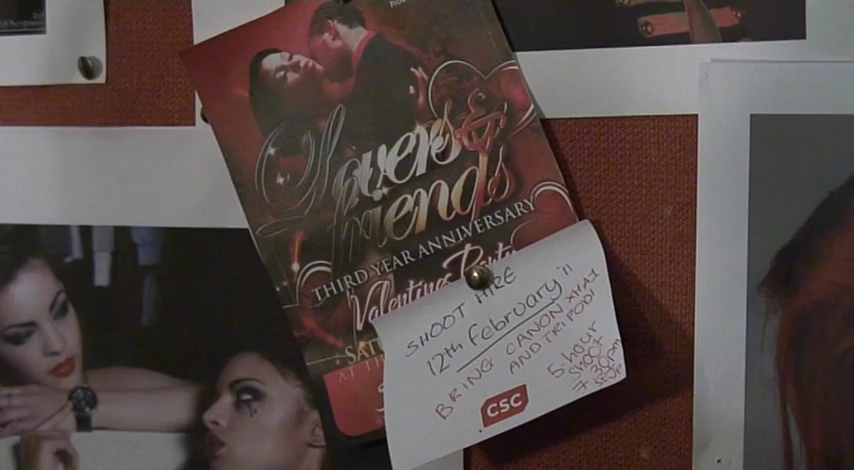 Lovers &
friends
THIRD YEAR ANNIVERSARY
Valentines Party
SHOOT HIRE
12th february'11
BRING CANON XHA1
AND TRIPOD!
5 hour
SHOOT
7.30pm
CSC